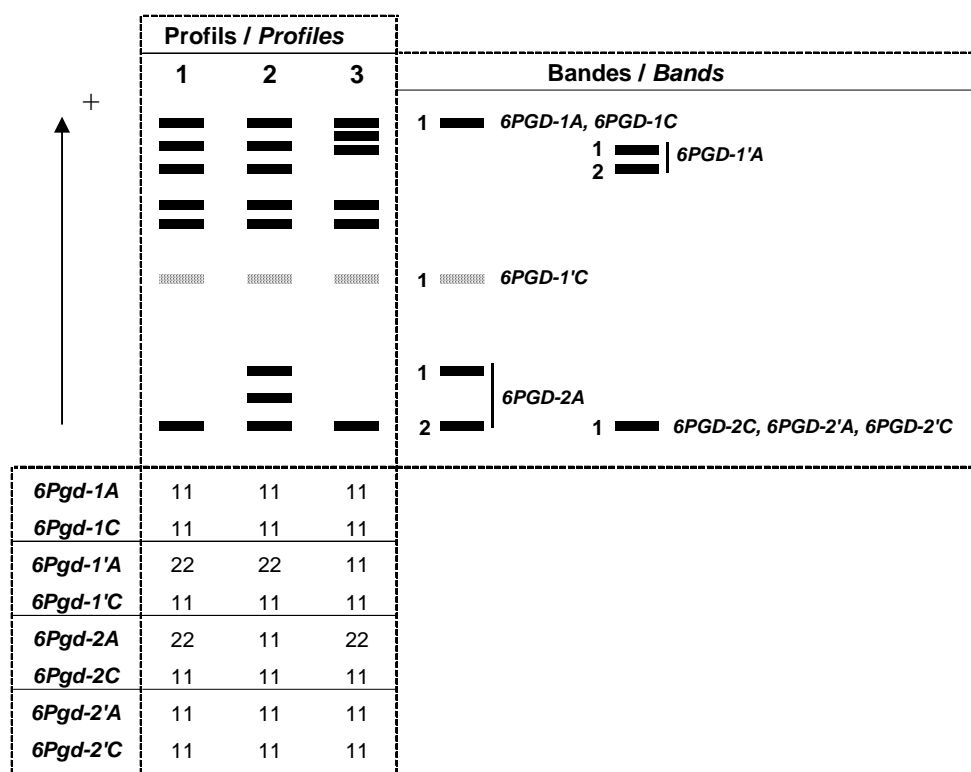 Profils / Profiles
1 2 3
Bandes / Bands
+
1 6PGD-1A, 6PGD-1C
1
2
6PGD-1'A
1 6PGD-1'C
1
6PGD-2A
2
1 6PGD-2C, 6PGD-2'A, 6PGD-2'C
6Pgd-1A 11 11 11
6Pgd-1C 11 11 11
6Pgd-1'A 22 22 11
6Pgd-1'C 11 11 11
6Pgd-2A 22 11 22
6Pgd-2C 11 11 11
6Pgd-2'A 11 11 11
6Pgd-2'C 11 11 11